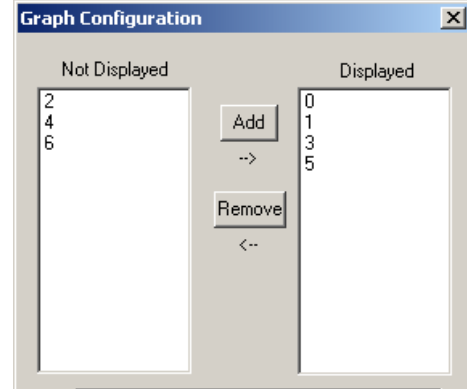 Graph Configuration
Not Displayed
Displayed
2
4
6
Add
-->
Remove
<--
0
1
3
5